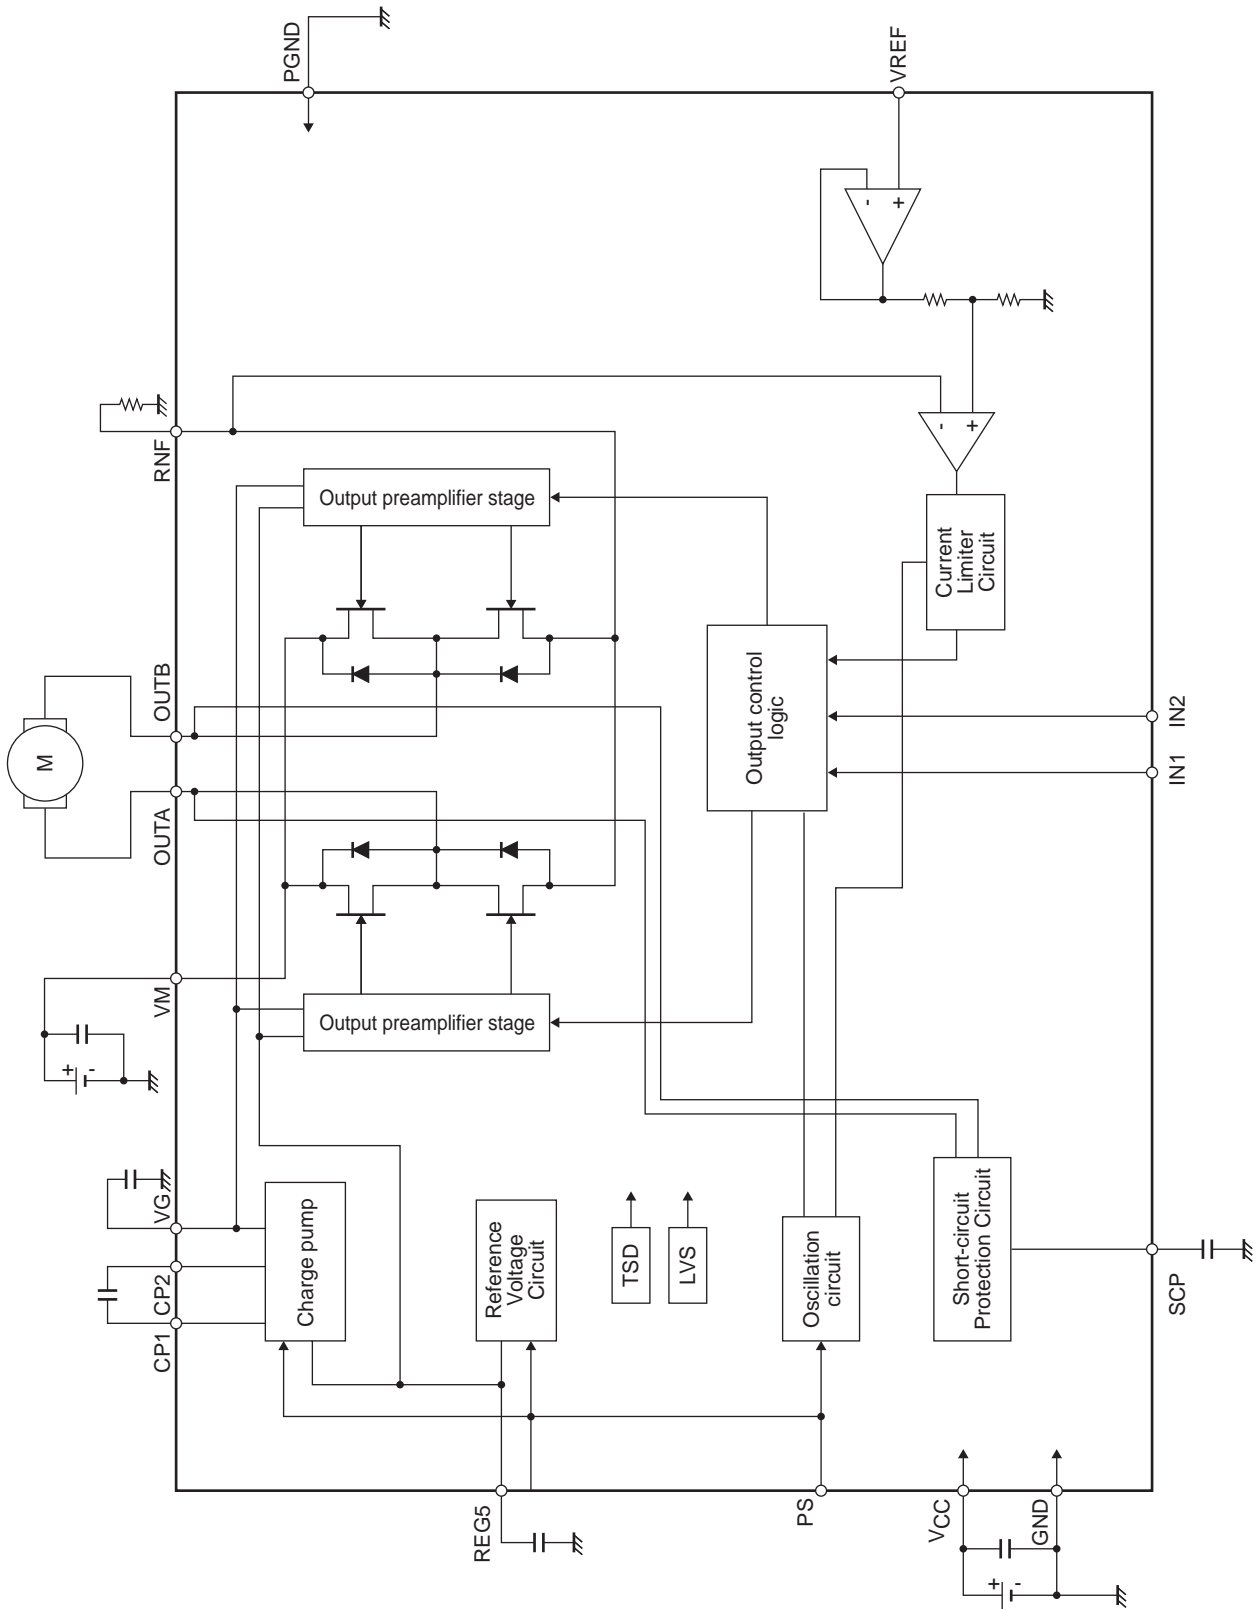 PGND
VREF
-
+
RNF
Output preamplifier stage
-
+
Current
Limiter
Circuit
OUTB
M
OUTA
Output control
logic
IN2
IN1
VM
+
-
Output preamplifier stage
VG
CP2
CP1
Charge pump
Reference
Voltage
Circuit
TSD
LVS
Oscillation
circuit
Short-circuit
Protection Circuit
SCP
REG5
PS
VCC
GND
+
-